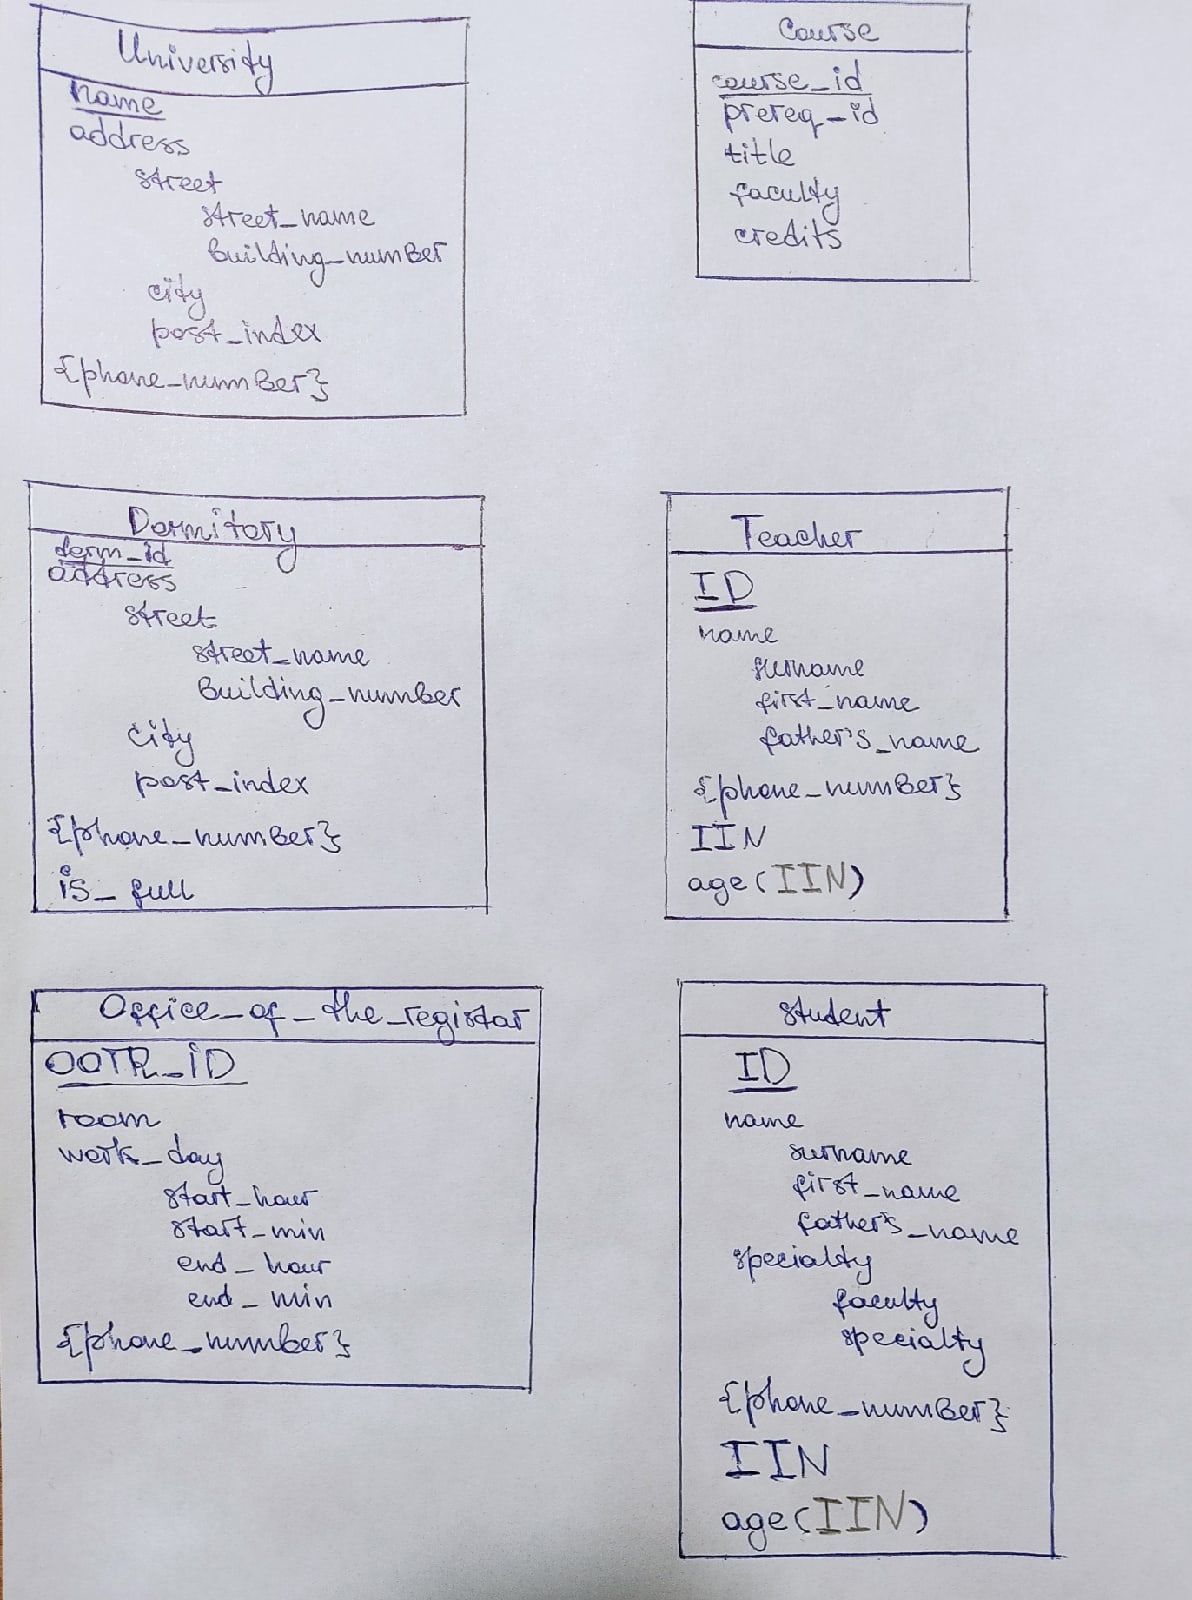 University
name
address
street
street_name
Building_number
city
post_index
{phone_number}
Course
course_id
prereq_id
title
faculty
credits
Dormitory
dorm_id
address
street
street_name
Building_number
city
post_index
{phone_number}
is_full
Teacher
ID
name
surname
first_name
father's_name
{phone_number}
IIN
age(IIN)
Office_of_the_registar
OOTR_ID
room
work_day
start_hour
start_min
end_hour
end_min
{phone_number}
Student
ID
name
surname
first_name
father's_name
specialty
faculty
specialty
{phone_number}
IIN
age(IIN)